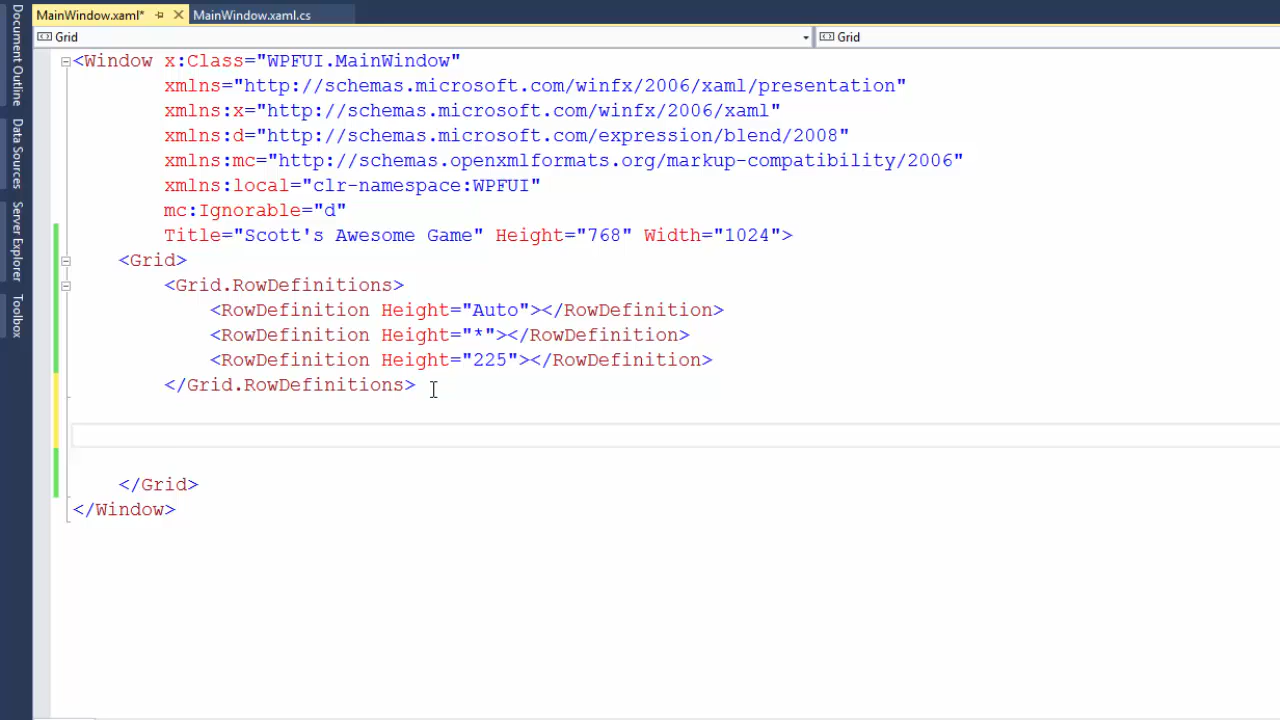 MainWindow.xaml*
MainWindow.xaml.cs
Grid
Grid
Document Outline
Data Sources
Server Explorer
Toolbox
<Window x:Class="WPFUI.MainWindow"
xmlns="http://schemas.microsoft.com/winfx/2006/xaml/presentation"
xmlns:x="http://schemas.microsoft.com/winfx/2006/xaml"
xmlns:d="http://schemas.microsoft.com/expression/blend/2008"
xmlns:mc="http://schemas.openxmlformats.org/markup-compatibility/2006"
xmlns:local="clr-namespace:WPFUI"
mc:Ignorable="d"
Title="Scott's Awesome Game" Height="768" Width="1024">
<Grid>
<Grid.RowDefinitions>
<RowDefinition Height="Auto"></RowDefinition>
<RowDefinition Height="*"></RowDefinition>
<RowDefinition Height="225"></RowDefinition>
</Grid.RowDefinitions>
</Grid>
</Window>